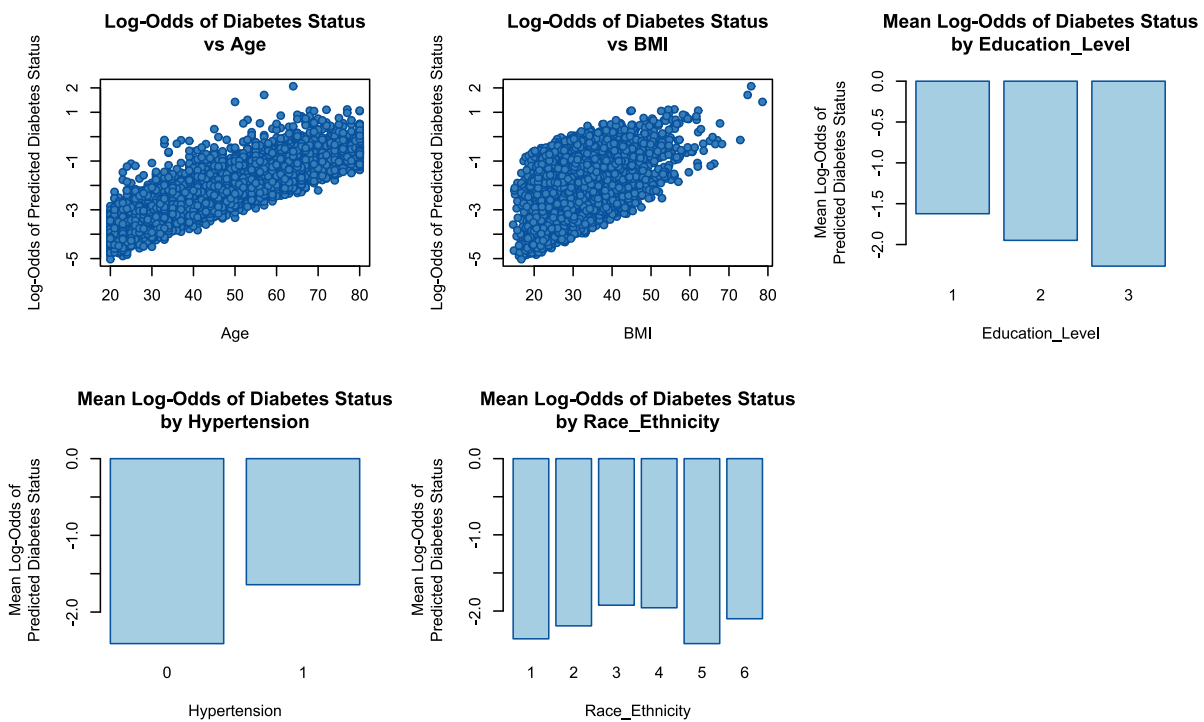 Log-Odds of Diabetes Status
vs Age
Log-Odds of Predicted Diabetes Status
2
1
-1
-3
-5
20 30 40 50 60 70 80
Age
Log-Odds of Diabetes Status
vs BMI
Log-Odds of Predicted Diabetes Status
2
1
-1
-3
-5
20 30 40 50 60 70 80
BMI
Mean Log-Odds of Diabetes Status
by Education_Level
Mean Log-Odds of
Predicted Diabetes Status
0.0
-0.5
-1.0
-1.5
-2.0
1 2 3
Education_Level
Mean Log-Odds of Diabetes Status
by Hypertension
Mean Log-Odds of
Predicted Diabetes Status
0.0
-1.0
-2.0
0 1
Hypertension
Mean Log-Odds of Diabetes Status
by Race_Ethnicity
Mean Log-Odds of
Predicted Diabetes Status
0.0
-1.0
-2.0
1 2 3 4 5 6
Race_Ethnicity